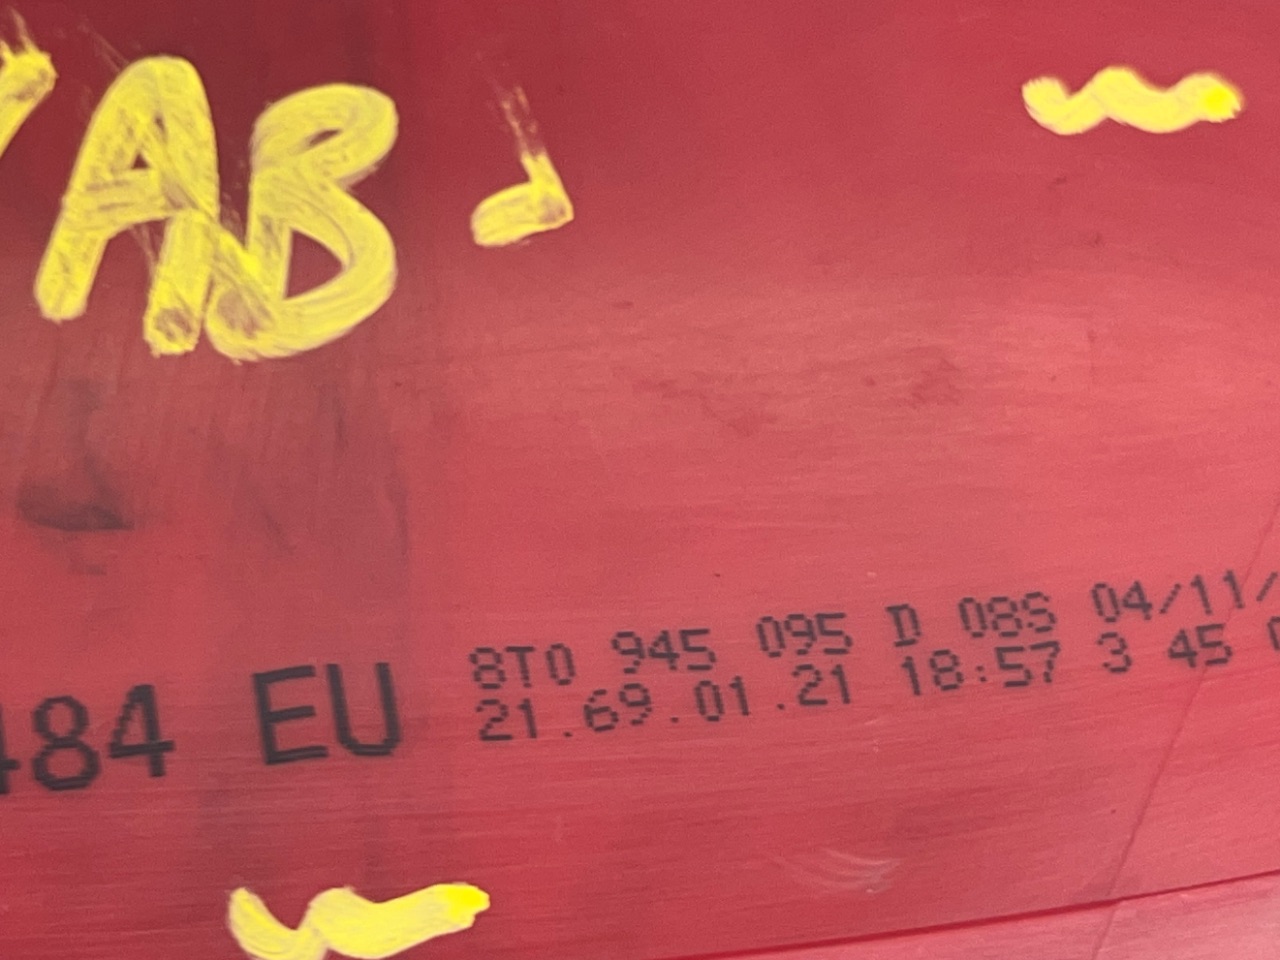 AB
484 EU
8T0 945 095 D 08S 04/11/
21.69.01.21 18:57 3 45